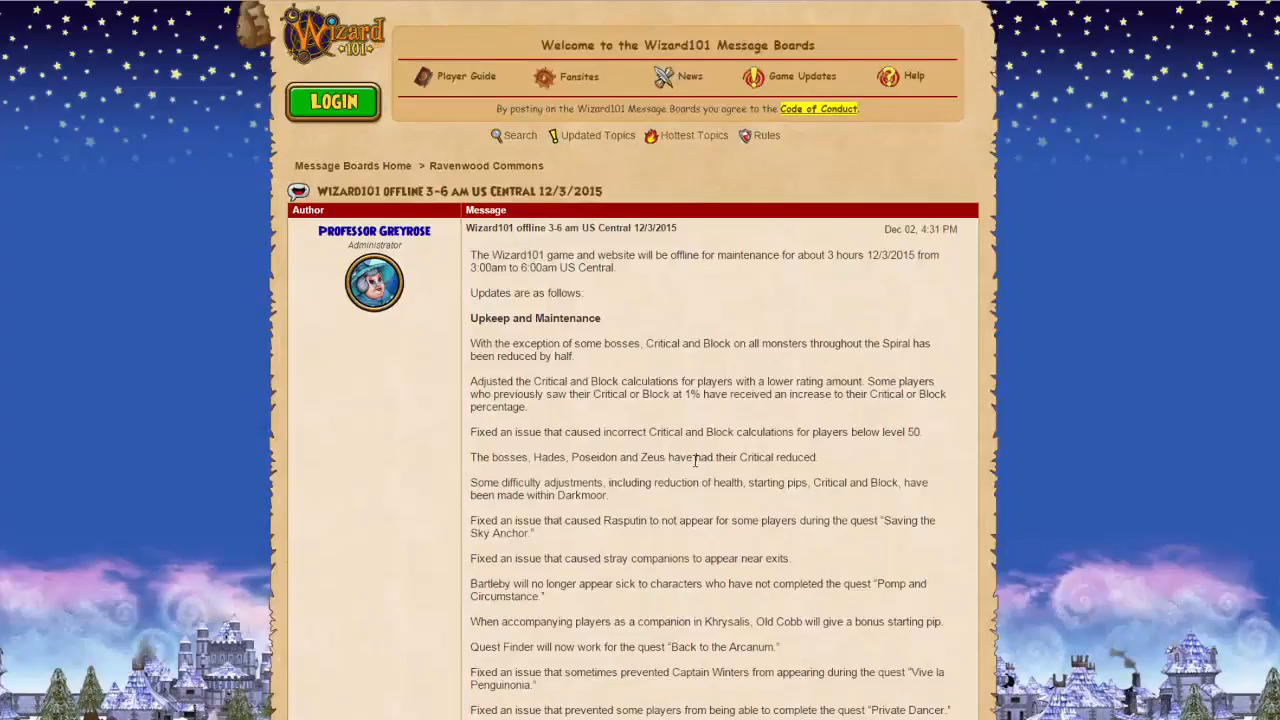 Wizard
101
Welcome to the Wizard101 Message Boards
Player Guide
Fansites
News
Game Updates
Help
LOGIN
By posting on the Wizard101 Message Boards you agree to the Code of Conduct.
Search
Updated Topics
Hottest Topics
Rules
Message Boards Home > Ravenwood Commons
WIZARD101 OFFLINE 3-6 AM US CENTRAL 12/3/2015
Author
Message
PROFESSOR GREYROSE
Administrator
Wizard101 offline 3-6 am US Central 12/3/2015
Dec 02, 4:31 PM
The Wizard101 game and website will be offline for maintenance for about 3 hours 12/3/2015 from
3:00am to 6:00am US Central.
Updates are as follows:
Upkeep and Maintenance
With the exception of some bosses, Critical and Block on all monsters throughout the Spiral has
been reduced by half.
Adjusted the Critical and Block calculations for players with a lower rating amount. Some players
who previously saw their Critical or Block at 1% have received an increase to their Critical or Block
percentage.
Fixed an issue that caused incorrect Critical and Block calculations for players below level 50.
The bosses, Hades, Poseidon and Zeus have had their Critical reduced.
Some difficulty adjustments, including reduction of health, starting pips, Critical and Block, have
been made within Darkmoor.
Fixed an issue that caused Rasputin to not appear for some players during the quest “Saving the
Sky Anchor.”
Fixed an issue that caused stray companions to appear near exits.
Bartleby will no longer appear sick to characters who have not completed the quest “Pomp and
Circumstance.”
When accompanying players as a companion in Khrysalis, Old Cobb will give a bonus starting pip.
Quest Finder will now work for the quest “Back to the Arcanum.”
Fixed an issue that sometimes prevented Captain Winters from appearing during the quest "Vive la
Penguinonia."
Fixed an issue that prevented some players from being able to complete the quest “Private Dancer.”